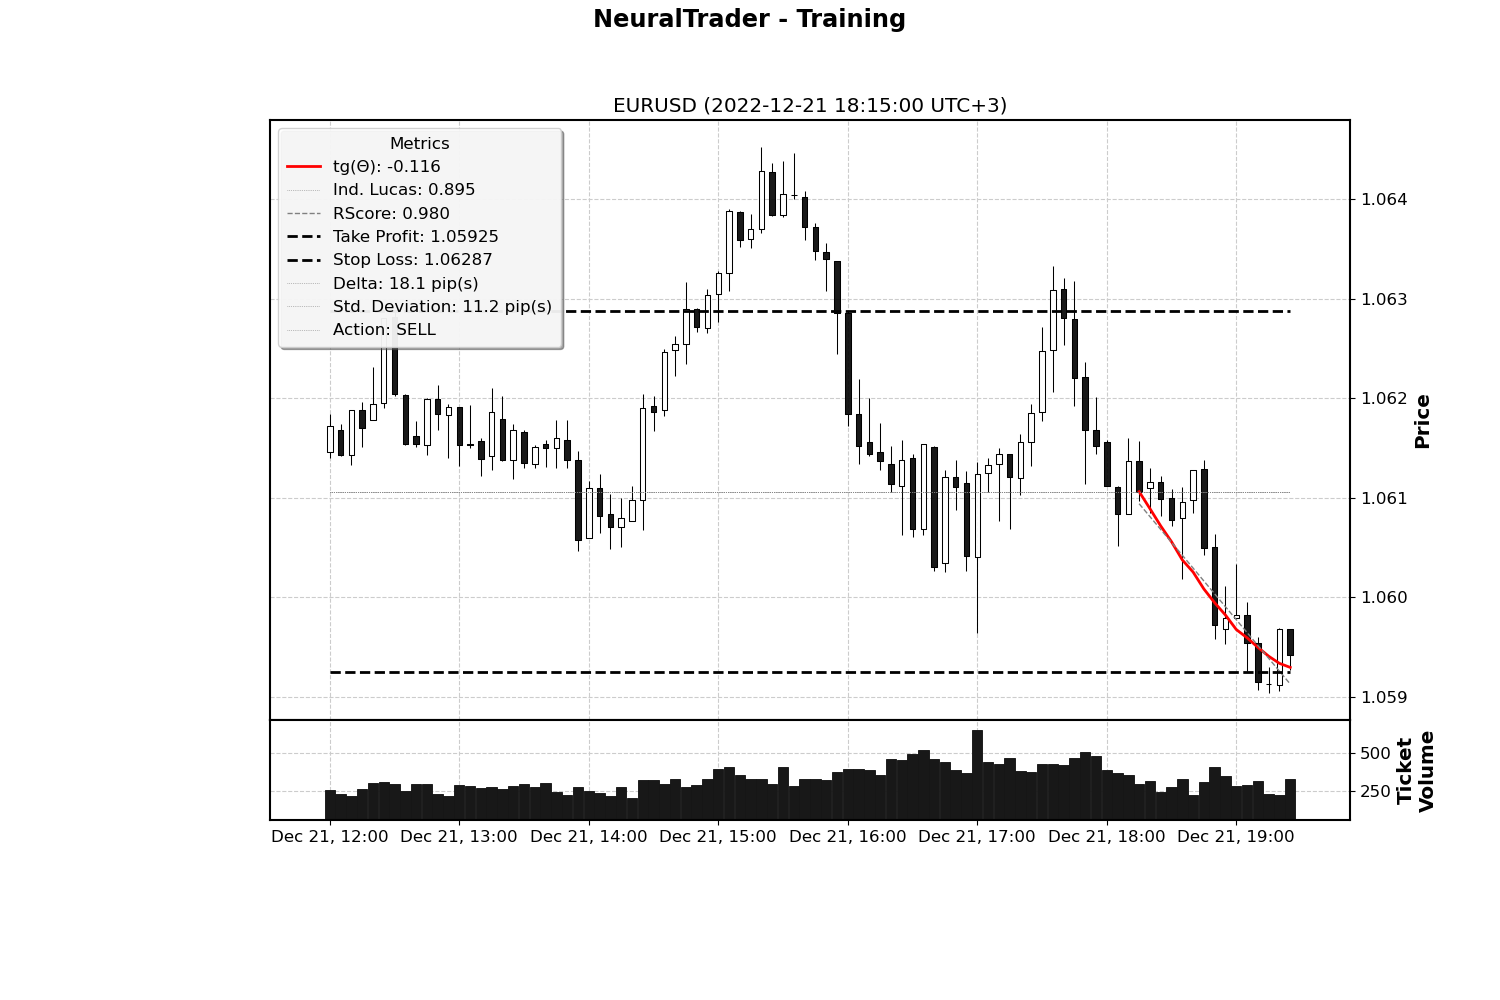 NeuralTrader - Training
EURUSD (2022-12-21 18:15:00 UTC+3)
Metrics
tg(Θ): -0.116
Ind. Lucas: 0.895
RScore: 0.980
Take Profit: 1.05925
Stop Loss: 1.06287
Delta: 18.1 pip(s)
Std. Deviation: 11.2 pip(s)
Action: SELL
1.064
1.063
1.062
1.061
1.060
1.059
Price
500
250
Ticket
Volume
Dec 21, 12:00 Dec 21, 13:00 Dec 21, 14:00 Dec 21, 15:00 Dec 21, 16:00 Dec 21, 17:00 Dec 21, 18:00 Dec 21, 19:00